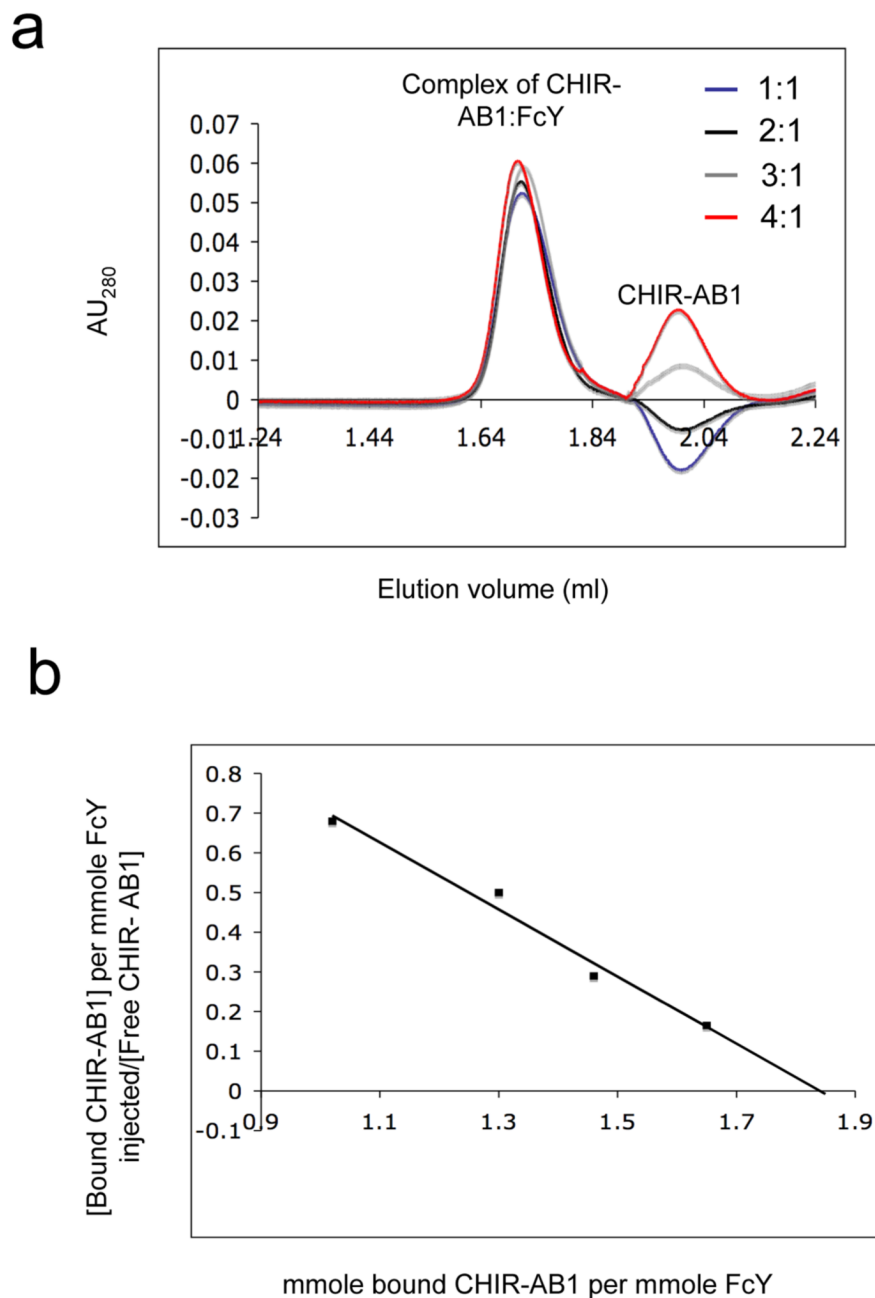 a
Complex of CHIR-
AB1:FcY
1:1
2:1
3:1
4:1
CHIR-AB1
AU280
0.07
0.06
0.05
0.04
0.03
0.02
0.01
0
-0.01
-0.02
-0.03
1.24 1.44 1.64 1.84 2.04 2.24
Elution volume (ml)
b
[Bound CHIR-AB1] per mmole FcY
injected/[Free CHIR- AB1]
0.8
0.7
0.6
0.5
0.4
0.3
0.2
0.1
0
-0.1
0.9 1.1 1.3 1.5 1.7 1.9
mmole bound CHIR-AB1 per mmole FcY